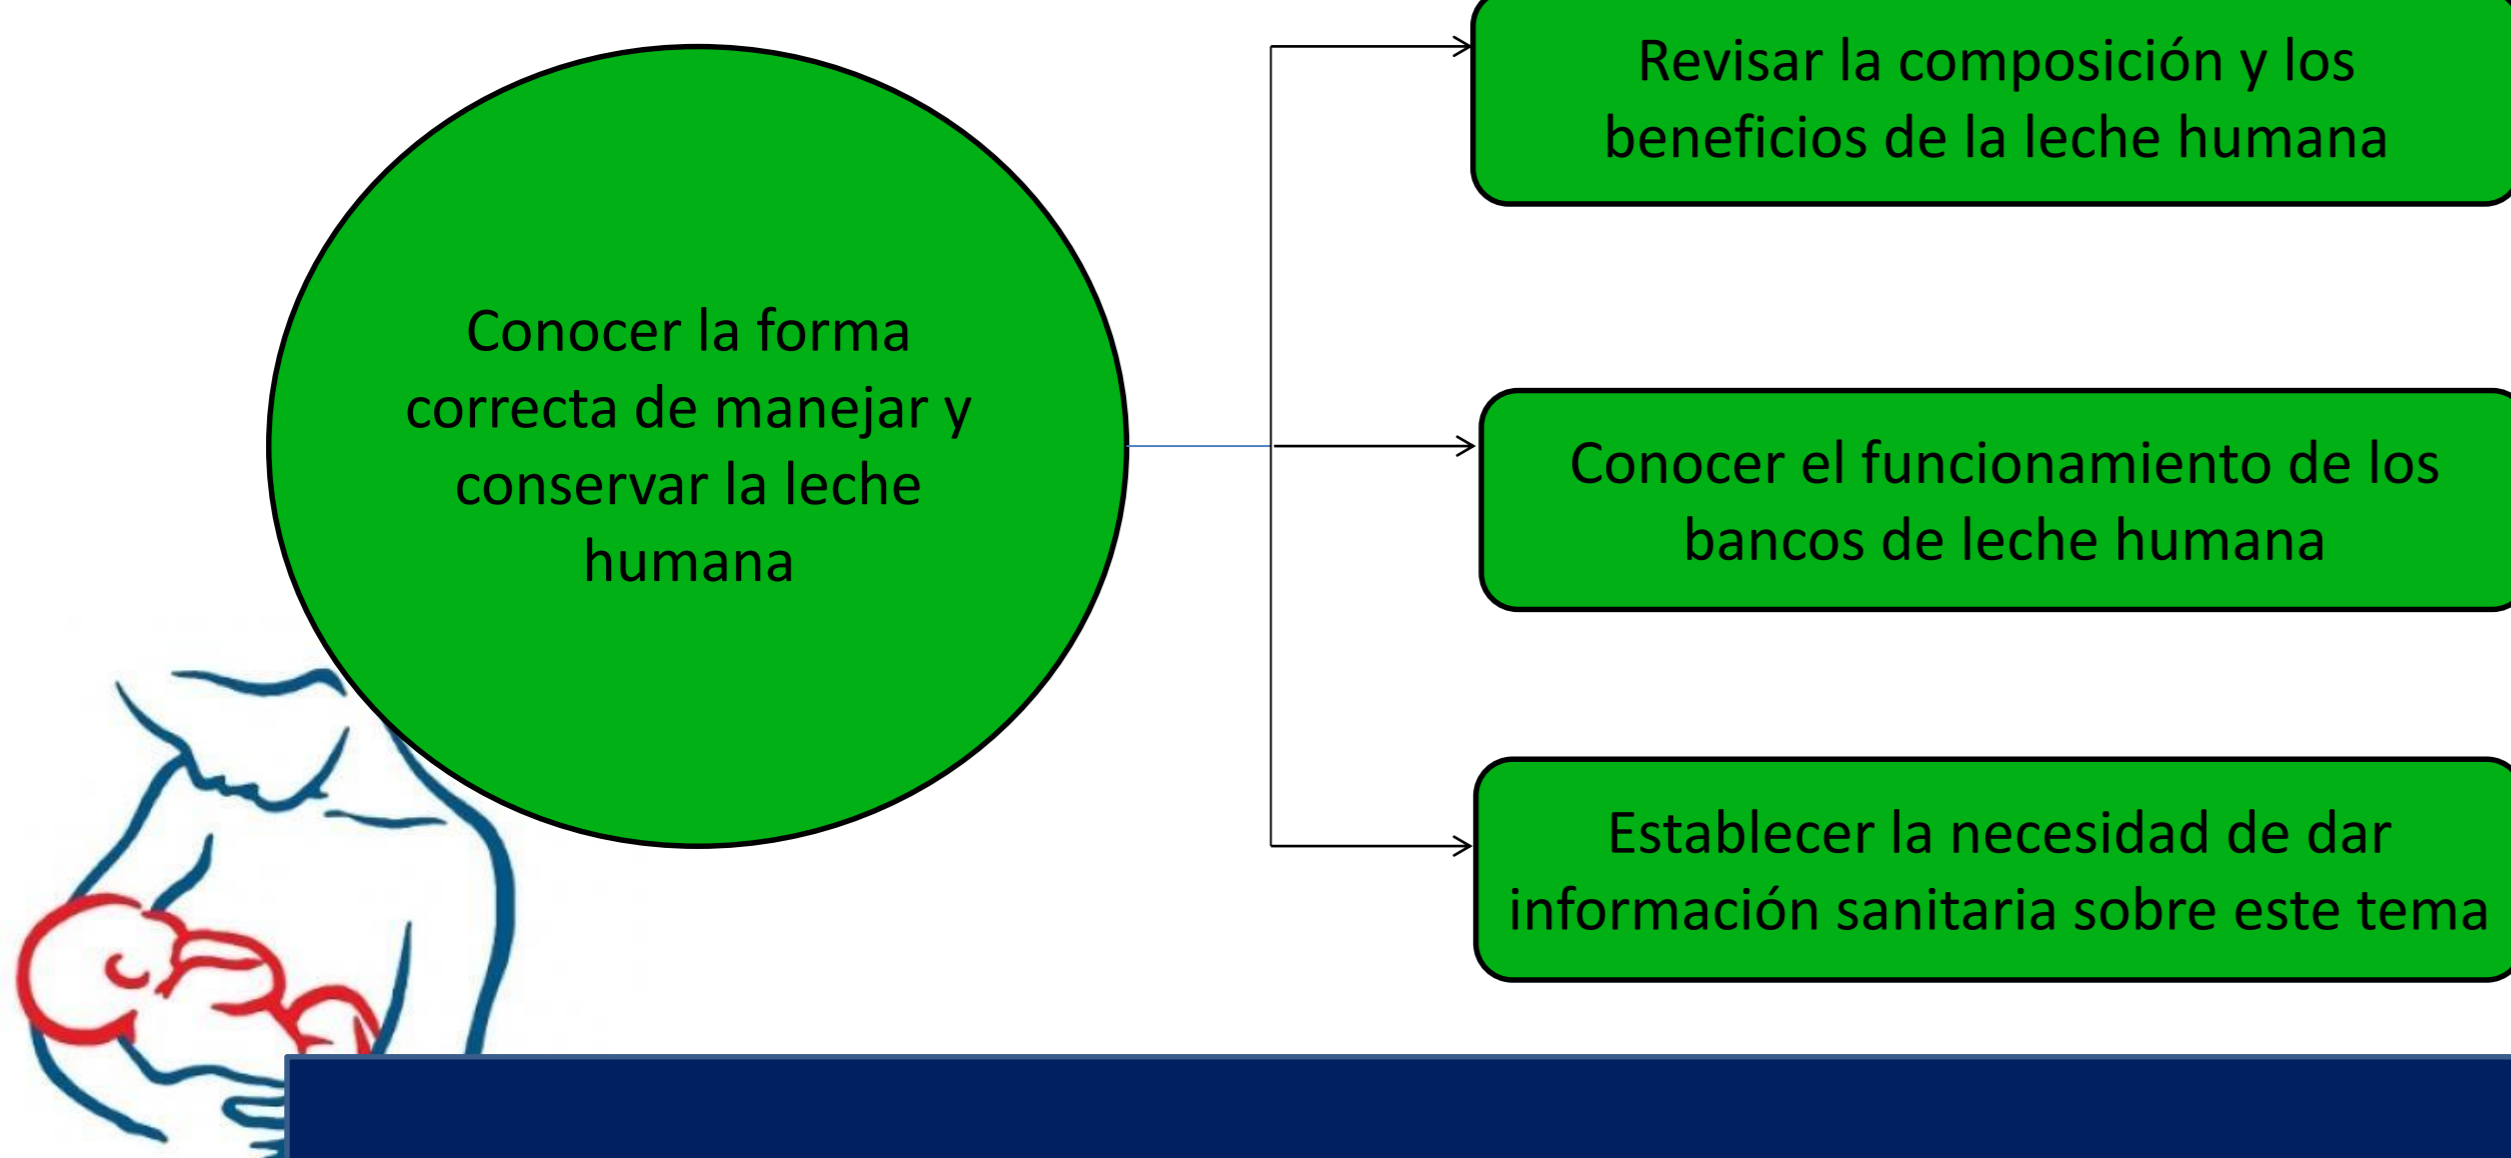 Conocer la forma
correcta de manejar y
conservar la leche
humana
Revisar la composición y los
beneficios de la leche humana
Conocer el funcionamiento de los
bancos de leche humana
Establecer la necesidad de dar
información sanitaria sobre este tema